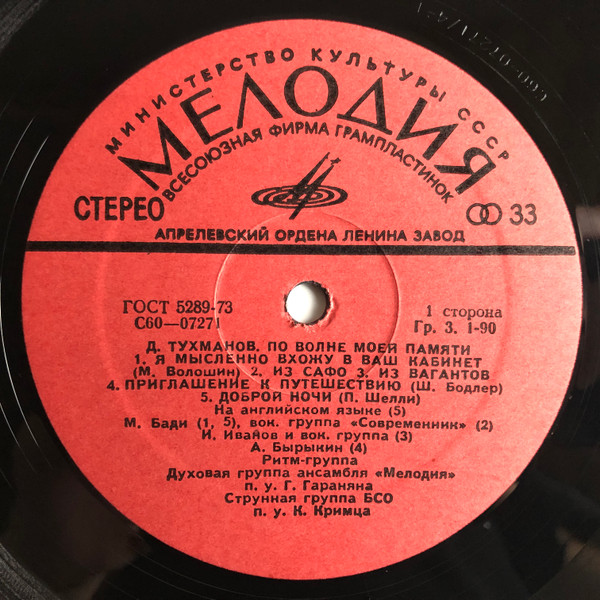 МИНИСТЕРСТВО КУЛЬТУРЫ СССР
МЕЛОДИЯ
ВСЕСОЮЗНАЯ ФИРМА ГРАМПЛАСТИНОК
СТЕРЕО
33
АПРЕЛЕВСКИЙ ОРДЕНА ЛЕНИНА ЗАВОД
ГОСТ 5289-73
С60—07271
1 сторона
Гр. 3. 1-90
Д. ТУХМАНОВ. ПО ВОЛНЕ МОЕЙ ПАМЯТИ
1. Я МЫСЛЕННО ВХОЖУ В ВАШ КАБИНЕТ
(М. Волошин) 2. ИЗ САФО 3. ИЗ ВАГАНТОВ
4. ПРИГЛАШЕНИЕ К ПУТЕШЕСТВИЮ (Ш. Бодлер)
5. ДОБРОЙ НОЧИ (П. Шелли)
На английском языке (5)
М. Бади (1, 5), вок. группа «Современник» (2)
И. Иванов и вок. группа (3)
А. Бырыкин (4)
Ритм-группа
Духовая группа ансамбля «Мелодия»
п. у. Г. Гараняна
Струнная группа БСО
п. у. К. Кримца